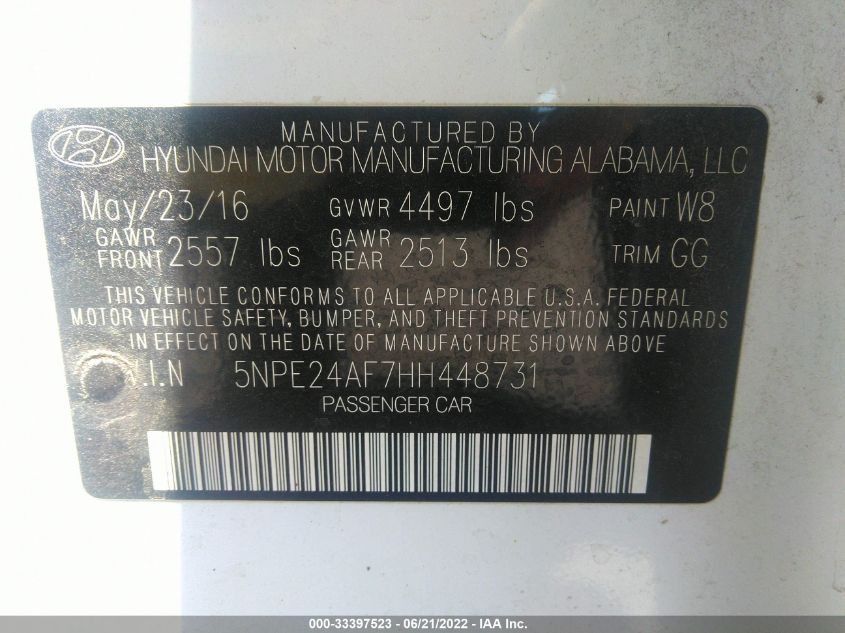 MANUFACTURED BY
HYUNDAI MOTOR MANUFACTURING ALABAMA, LLC
May/23/16 GVWR 4497 lbs PAINT W8
GAWR FRONT 2557 lbs GAWR REAR 2513 lbs TRIM GG
THIS VEHICLE CONFORMS TO ALL APPLICABLE U.S.A. FEDERAL
MOTOR VEHICLE SAFETY, BUMPER, AND THEFT PREVENTION STANDARDS
IN EFFECT ON THE DATE OF MANUFACTURE SHOWN ABOVE
.I.N 5NPE24AF7HH448731
PASSENGER CAR
000-33397523 - 06/21/2022 - IAA Inc.